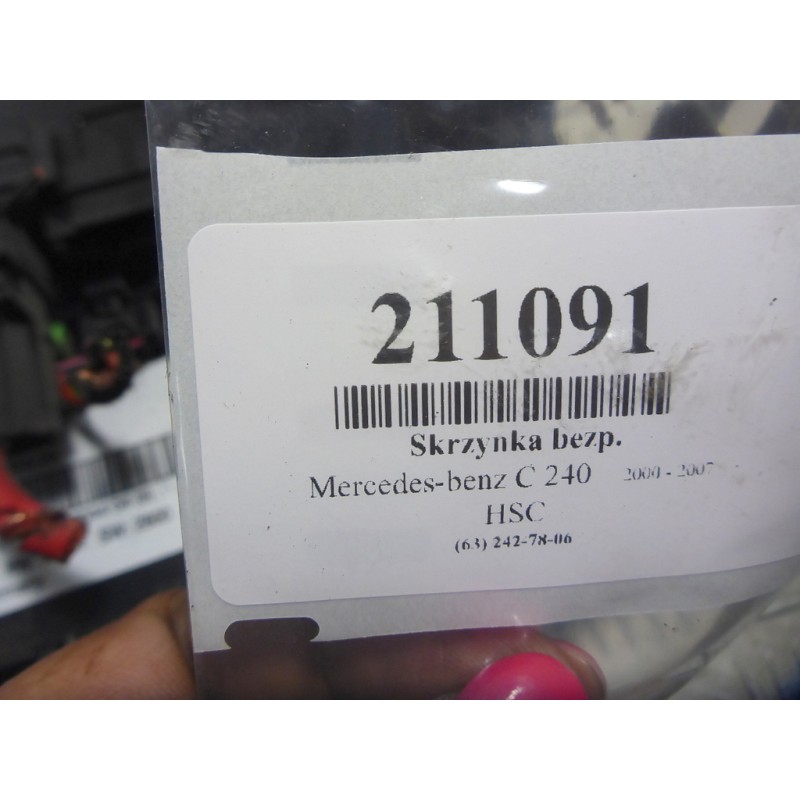 211091
Skrzynka bezp.
Mercedes-benz C 240 2000 - 2007
HSC
(63) 242-78-06